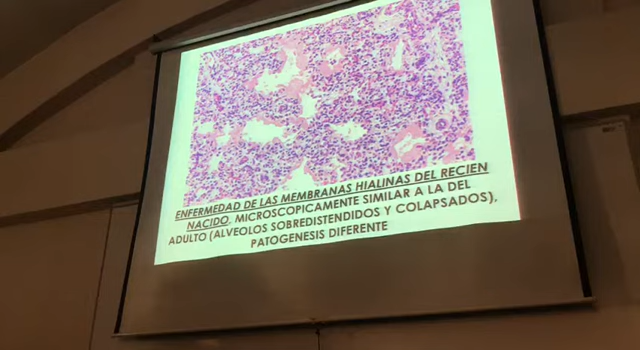 ENFERMEDAD DE LAS MEMBRANAS HIALINAS DEL RECIEN
NACIDO, MICROSCOPICAMENTE SIMILAR A LA DEL
ADULTO (ALVEOLOS SOBREDISTENDIDOS Y COLAPSADOS),
PATOGENESIS DIFERENTE